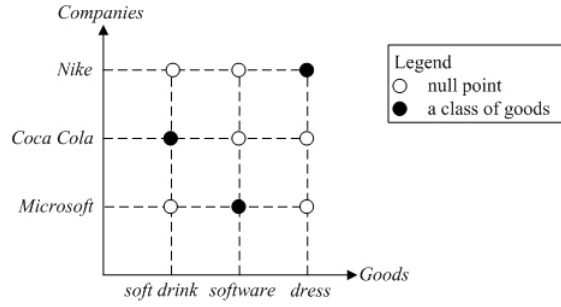 Companies
Nike
Coca Cola
Microsoft
soft drink software dress
Goods
Legend
null point
a class of goods